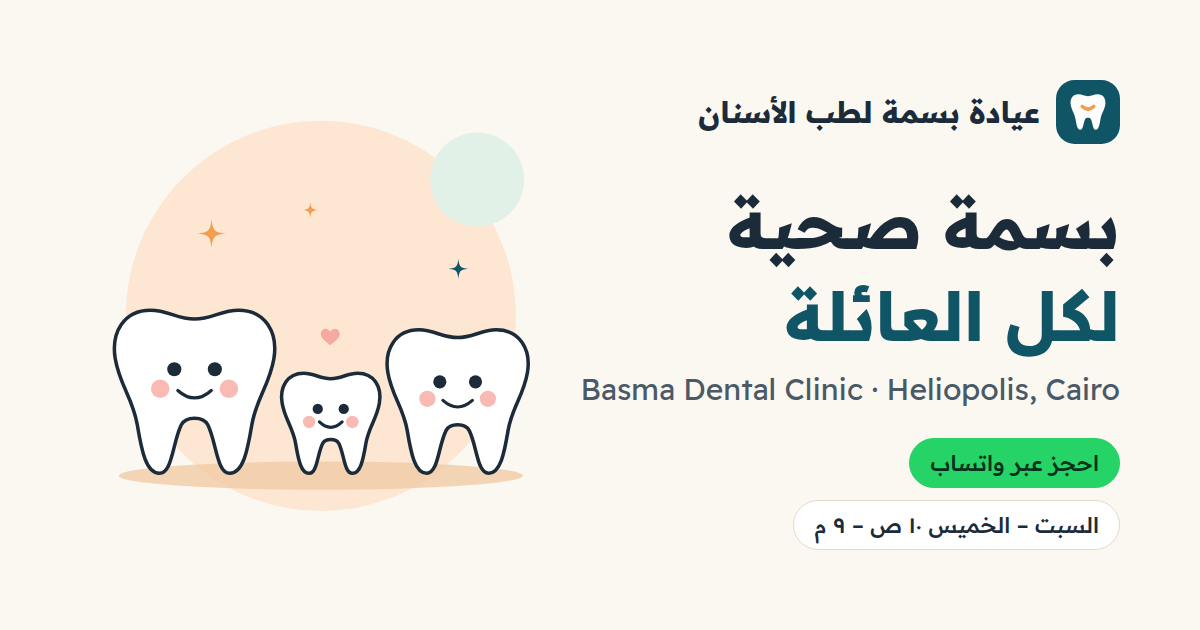 عيادة بسمة لطب الأسنان
بسمة صحية
لكل العائلة
Basma Dental Clinic · Heliopolis, Cairo
احجز عبر واتساب
السبت – الخميس ١٠ ص – ٩ م